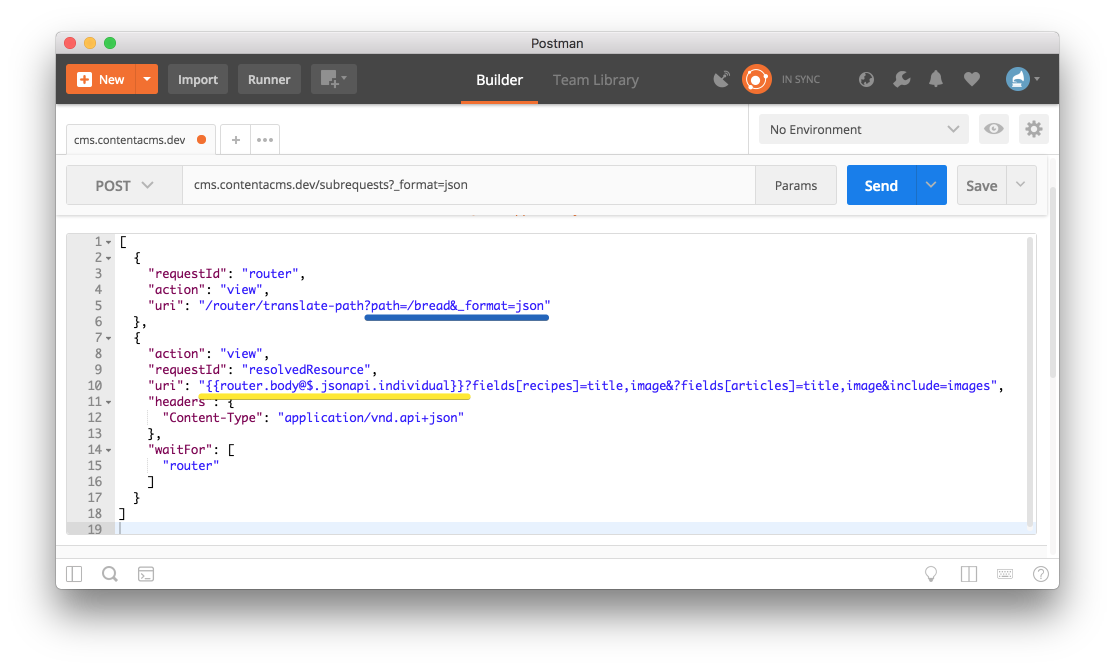 Postman
New
Import
Runner
Builder
Team Library
IN SYNC
cms.contentacms.dev
No Environment
POST
cms.contentacms.dev/subrequests?_format=json
Params
Send
Save
1 [
2 {
3 "requestId": "router",
4 "action": "view",
5 "uri": "/router/translate-path?path=/bread&_format=json"
6 },
7 {
8 "action": "view",
9 "requestId": "resolvedResource",
10 "uri": "{{router.body@$.jsonapi.individual}}?fields[recipes]=title,image&?fields[articles]=title,image&include=images",
11 "headers": {
12 "Content-Type": "application/vnd.api+json"
13 },
14 "waitFor": [
15 "router"
16 ]
17 }
18 ]
19